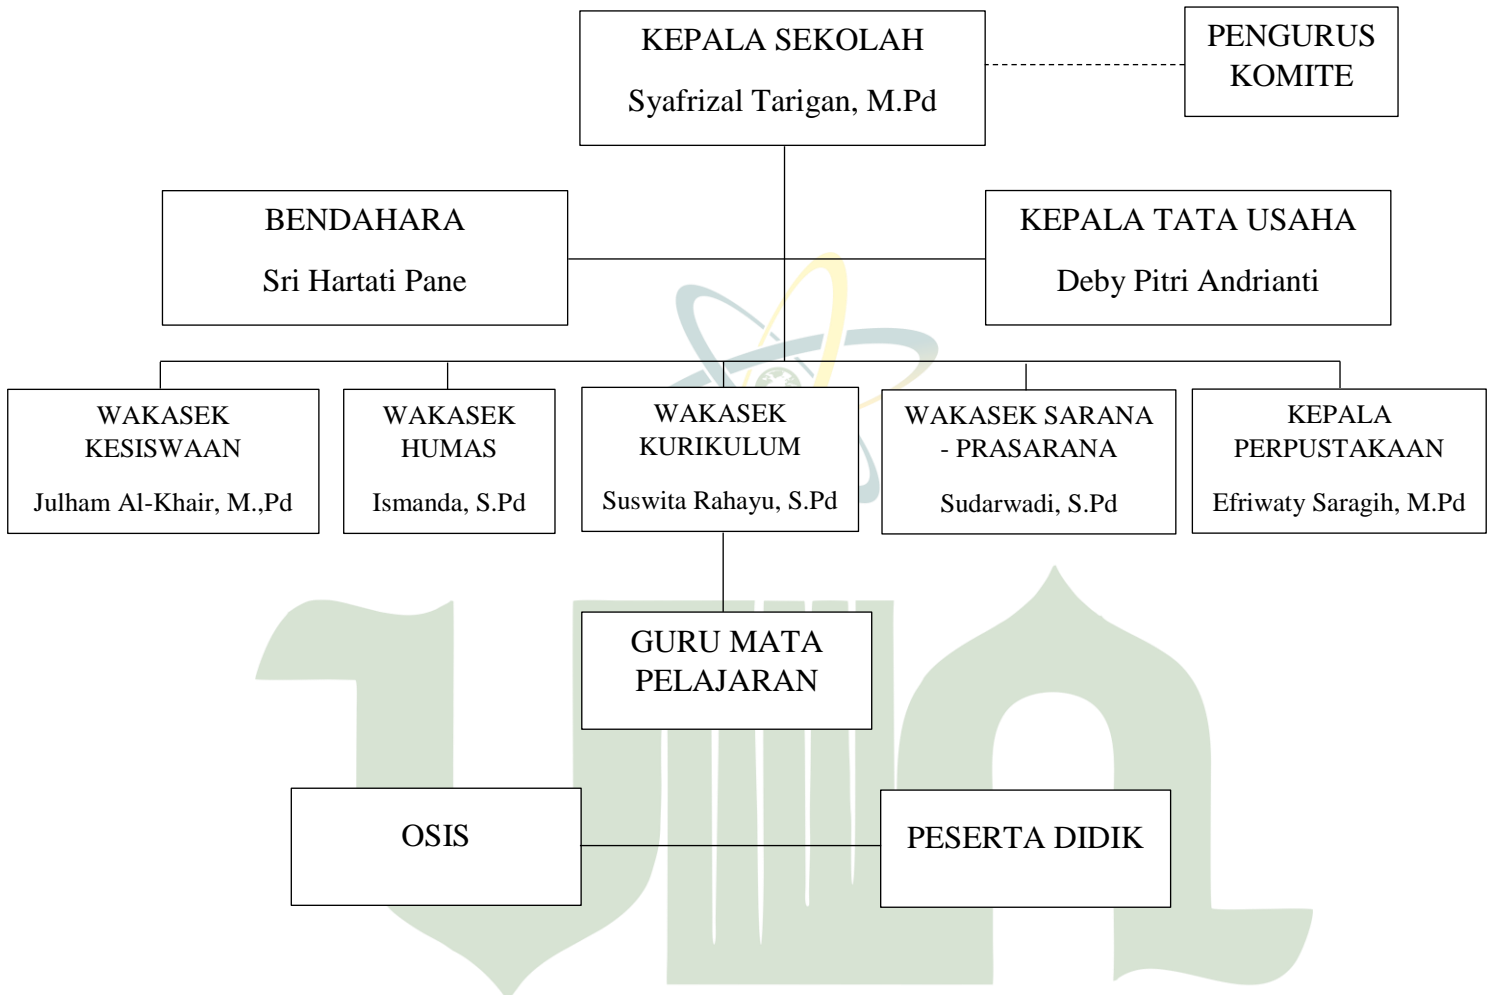 KEPALA SEKOLAH
Syafrizal Tarigan, M.Pd
PENGURUS
KOMITE
BENDAHARA
Sri Hartati Pane
KEPALA TATA USAHA
Deby Pitri Andrianti
WAKASEK
KESISWAAN
Julham Al-Khair, M.,Pd
WAKASEK
HUMAS
Ismanda, S.Pd
WAKASEK
KURIKULUM
Suswita Rahayu, S.Pd
WAKASEK SARANA
- PRASARANA
Sudarwadi, S.Pd
KEPALA
PERPUSTAKAAN
Efriwaty Saragih, M.Pd
GURU MATA
PELAJARAN
OSIS
PESERTA DIDIK